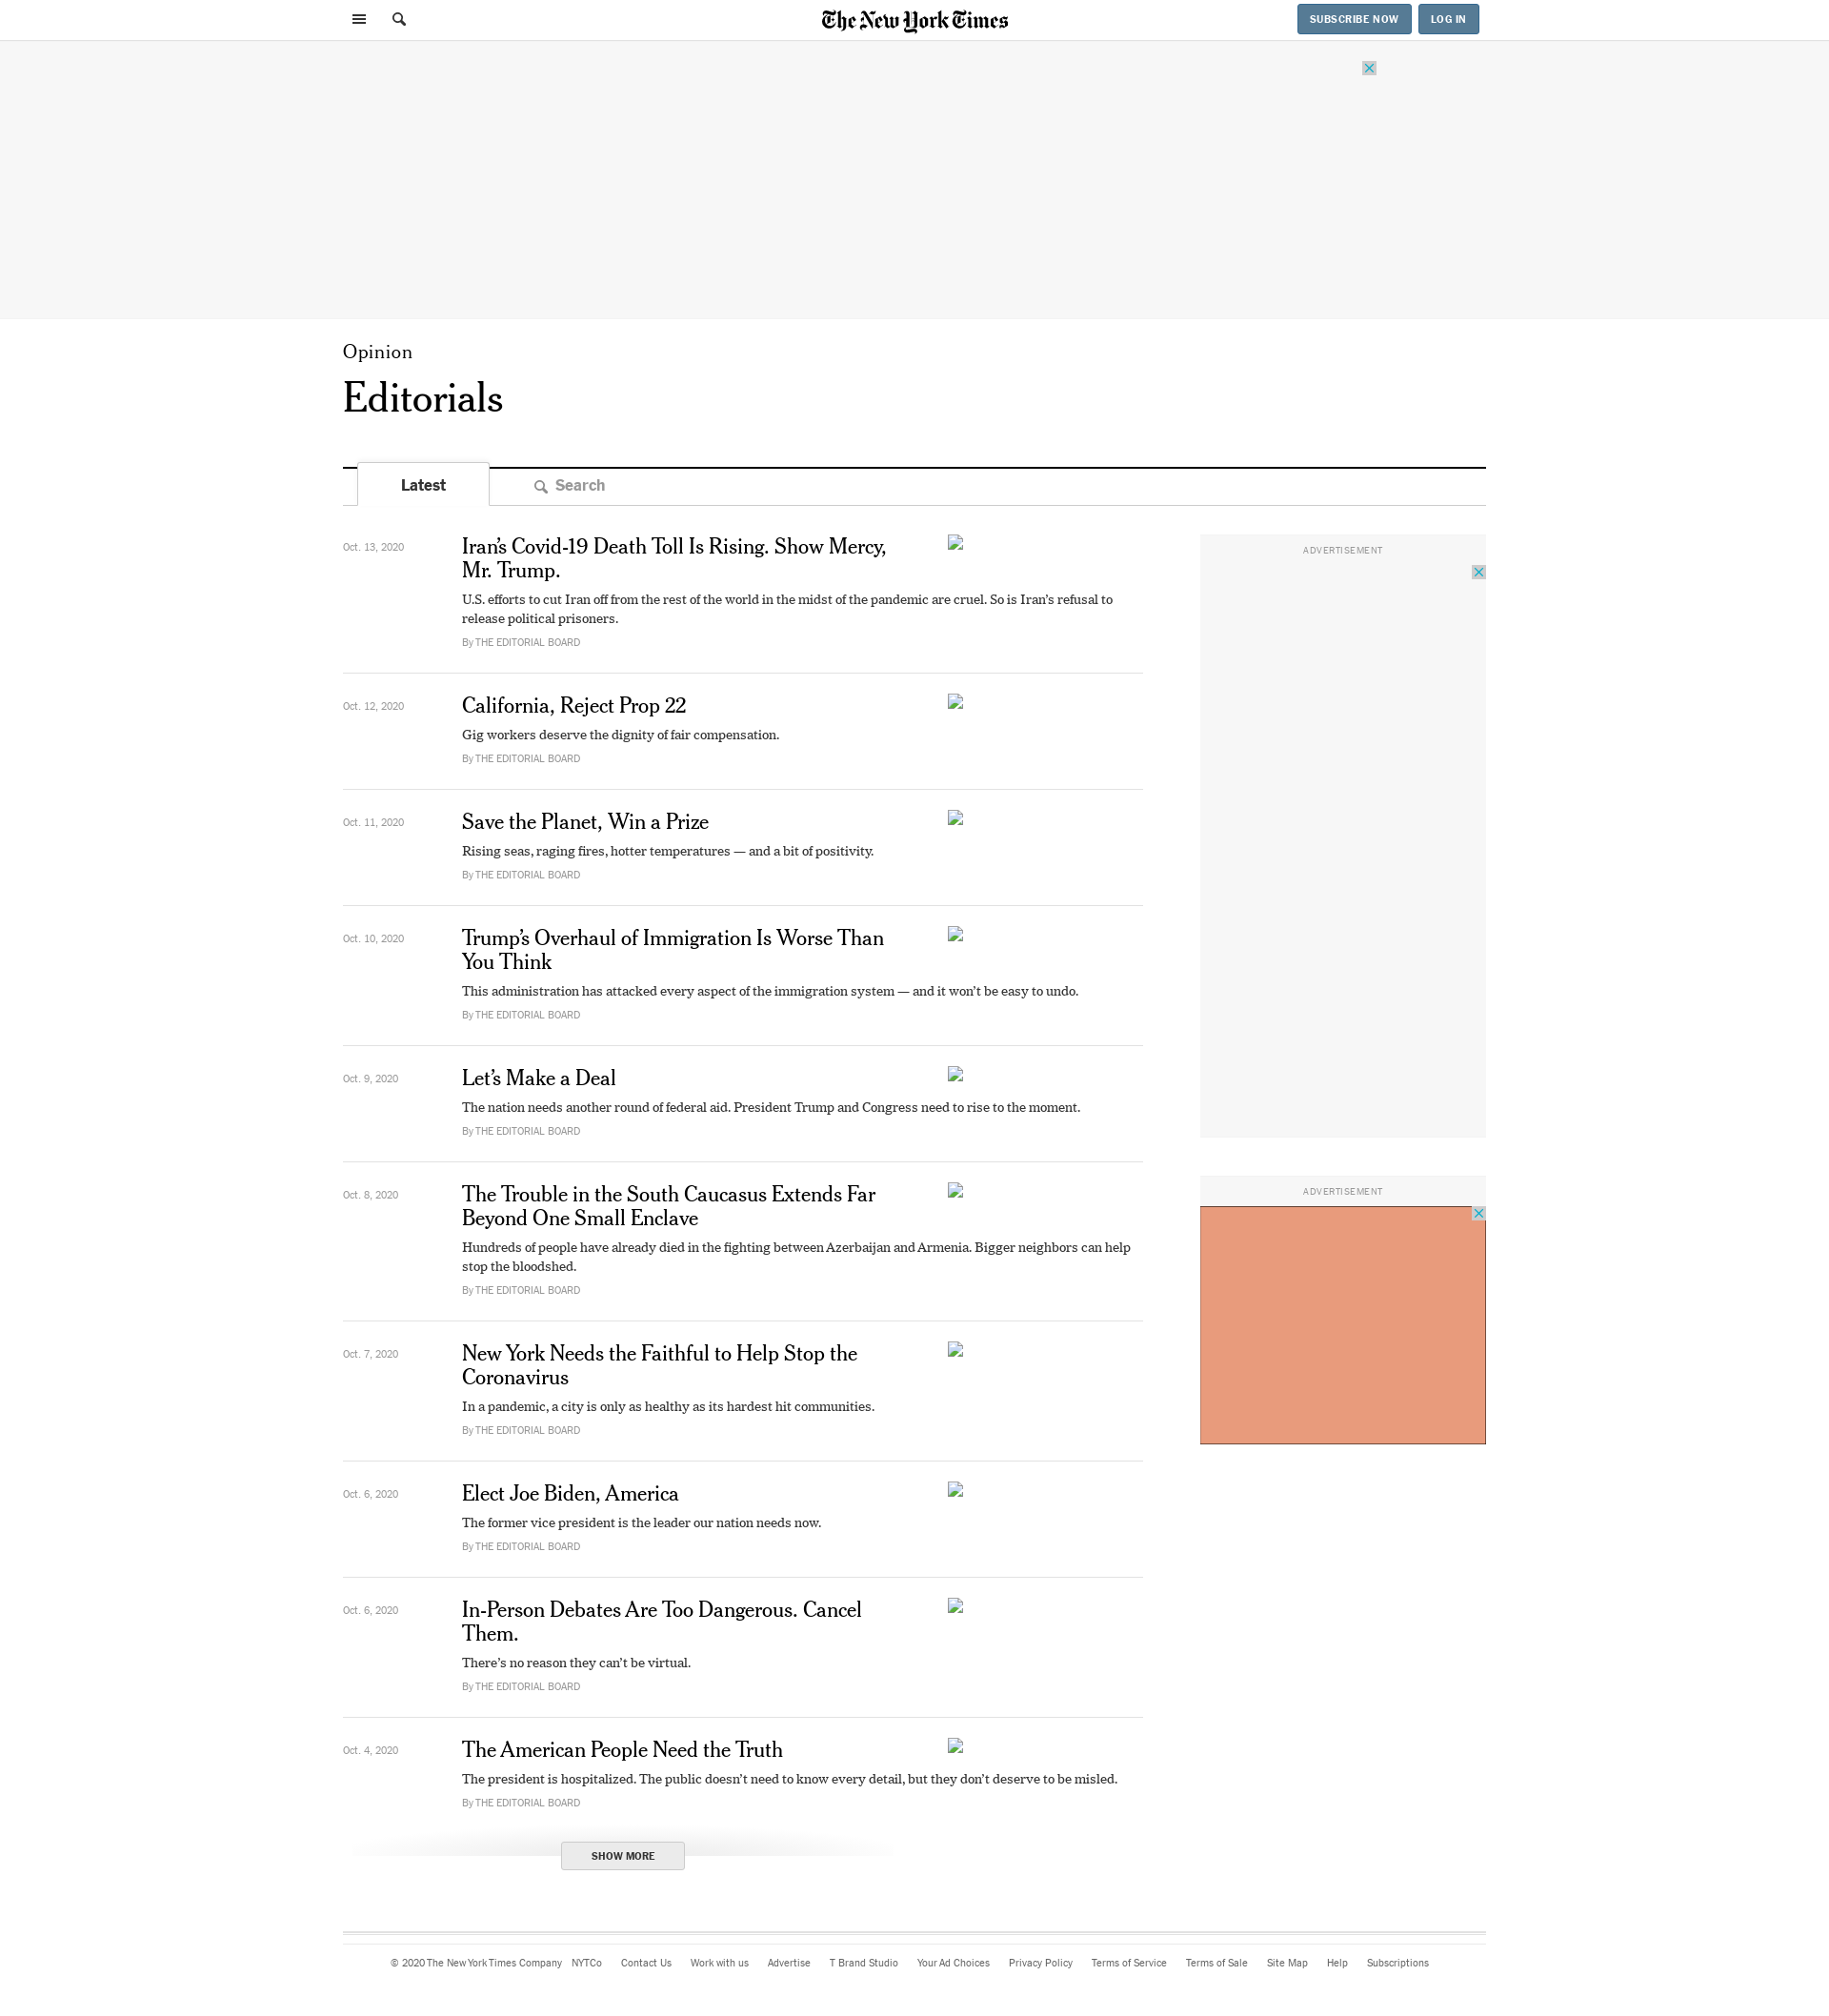 The New York Times
SUBSCRIBE NOW
LOG IN
Opinion
Editorials
Latest
Search
Oct. 13, 2020
Iran’s Covid-19 Death Toll Is Rising. Show Mercy,
Mr. Trump.
U.S. efforts to cut Iran off from the rest of the world in the midst of the pandemic are cruel. So is Iran’s refusal to
release political prisoners.
By THE EDITORIAL BOARD
Oct. 12, 2020
California, Reject Prop 22
Gig workers deserve the dignity of fair compensation.
By THE EDITORIAL BOARD
Oct. 11, 2020
Save the Planet, Win a Prize
Rising seas, raging fires, hotter temperatures — and a bit of positivity.
By THE EDITORIAL BOARD
Oct. 10, 2020
Trump’s Overhaul of Immigration Is Worse Than
You Think
This administration has attacked every aspect of the immigration system — and it won’t be easy to undo.
By THE EDITORIAL BOARD
Oct. 9, 2020
Let’s Make a Deal
The nation needs another round of federal aid. President Trump and Congress need to rise to the moment.
By THE EDITORIAL BOARD
Oct. 8, 2020
The Trouble in the South Caucasus Extends Far
Beyond One Small Enclave
Hundreds of people have already died in the fighting between Azerbaijan and Armenia. Bigger neighbors can help
stop the bloodshed.
By THE EDITORIAL BOARD
Oct. 7, 2020
New York Needs the Faithful to Help Stop the
Coronavirus
In a pandemic, a city is only as healthy as its hardest hit communities.
By THE EDITORIAL BOARD
Oct. 6, 2020
Elect Joe Biden, America
The former vice president is the leader our nation needs now.
By THE EDITORIAL BOARD
Oct. 6, 2020
In-Person Debates Are Too Dangerous. Cancel
Them.
There’s no reason they can’t be virtual.
By THE EDITORIAL BOARD
Oct. 4, 2020
The American People Need the Truth
The president is hospitalized. The public doesn’t need to know every detail, but they don’t deserve to be misled.
By THE EDITORIAL BOARD
SHOW MORE
ADVERTISEMENT
ADVERTISEMENT
© 2020 The New York Times Company NYTCo Contact Us Work with us Advertise T Brand Studio Your Ad Choices Privacy Policy Terms of Service Terms of Sale Site Map Help Subscriptions